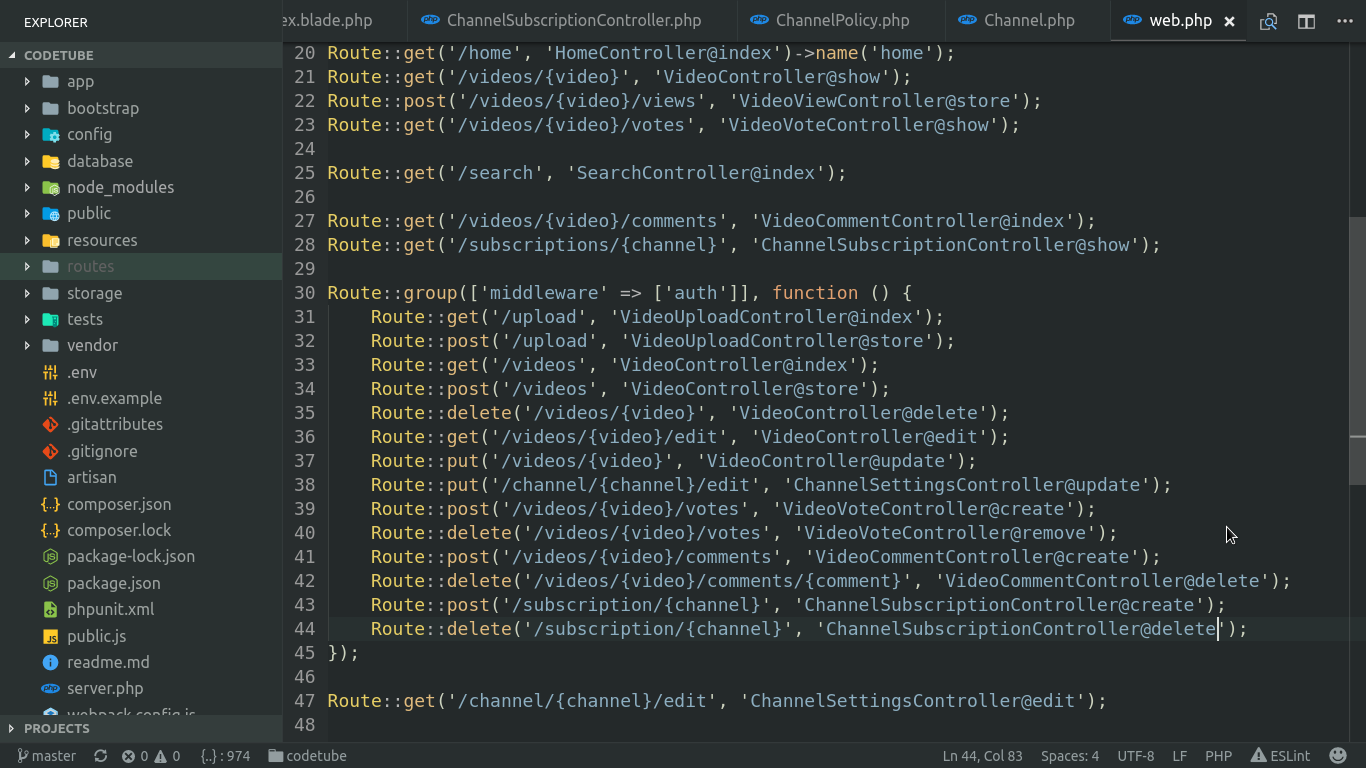 EXPLORER
ex.blade.php
ChannelSubscriptionController.php
ChannelPolicy.php
Channel.php
web.php
CODETUBE
app
bootstrap
config
database
node_modules
public
resources
routes
storage
tests
vendor
.env
.env.example
.gitattributes
.gitignore
artisan
composer.json
composer.lock
package-lock.json
package.json
phpunit.xml
public.js
readme.md
server.php
webpack.config.js
PROJECTS
20 Route::get('/home', 'HomeController@index')->name('home');
21 Route::get('/videos/{video}', 'VideoController@show');
22 Route::post('/videos/{video}/views', 'VideoViewController@store');
23 Route::get('/videos/{video}/votes', 'VideoVoteController@show');
24
25 Route::get('/search', 'SearchController@index');
26
27 Route::get('/videos/{video}/comments', 'VideoCommentController@index');
28 Route::get('/subscriptions/{channel}', 'ChannelSubscriptionController@show');
29
30 Route::group(['middleware' => ['auth']], function () {
31     Route::get('/upload', 'VideoUploadController@index');
32     Route::post('/upload', 'VideoUploadController@store');
33     Route::get('/videos', 'VideoController@index');
34     Route::post('/videos', 'VideoController@store');
35     Route::delete('/videos/{video}', 'VideoController@delete');
36     Route::get('/videos/{video}/edit', 'VideoController@edit');
37     Route::put('/videos/{video}', 'VideoController@update');
38     Route::put('/channel/{channel}/edit', 'ChannelSettingsController@update');
39     Route::post('/videos/{video}/votes', 'VideoVoteController@create');
40     Route::delete('/videos/{video}/votes', 'VideoVoteController@remove');
41     Route::post('/videos/{video}/comments', 'VideoCommentController@create');
42     Route::delete('/videos/{video}/comments/{comment}', 'VideoCommentController@delete');
43     Route::post('/subscription/{channel}', 'ChannelSubscriptionController@create');
44     Route::delete('/subscription/{channel}', 'ChannelSubscriptionController@delete');
45 });
46
47 Route::get('/channel/{channel}/edit', 'ChannelSettingsController@edit');
48
master 0 0 {..} : 974 codetube Ln 44, Col 83 Spaces: 4 UTF-8 LF PHP ESLint